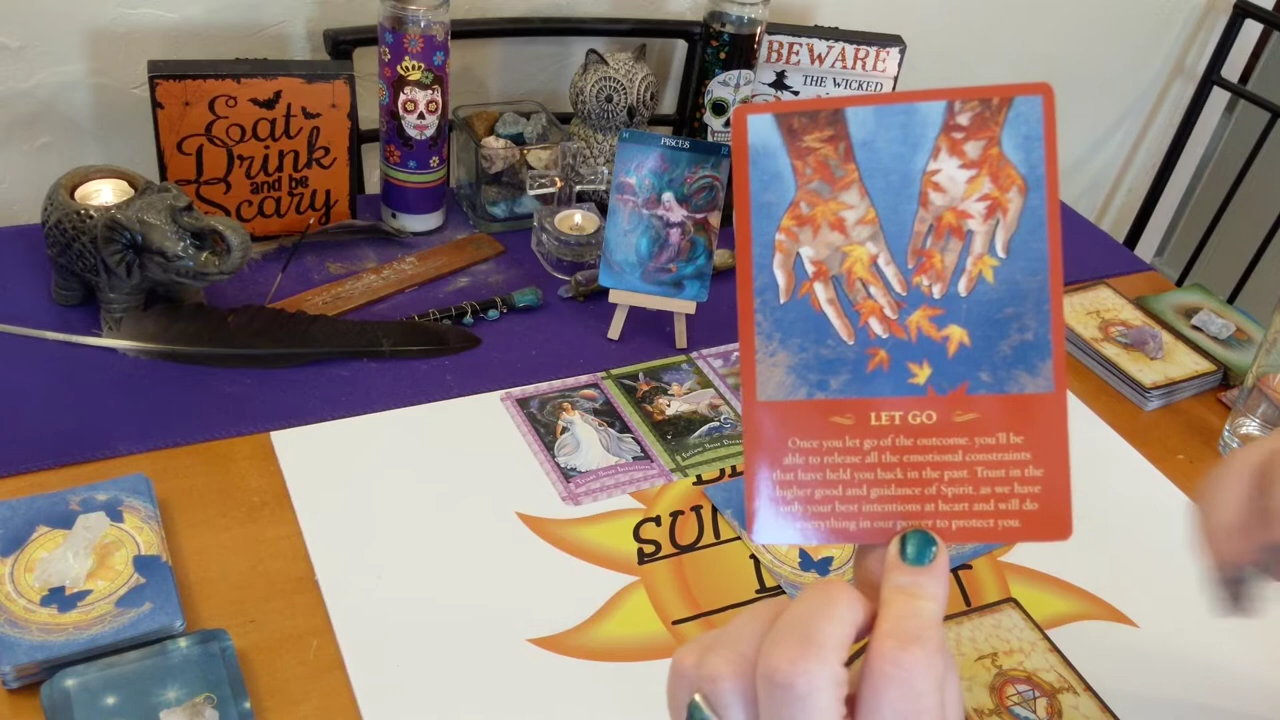 Eat
Drink
and be
Scary
BEWARE
THE WICKED
14
PISCES
12
Trust Your Intuition
Follow Your Dream
SUN
LET GO
Once you let go of the outcome, you'll be
able to release all the emotional constraints
that have held you back in the past. Trust in the
higher good and guidance of Spirit, as we have
only your best intentions at heart and will do
everything in our power to protect you.